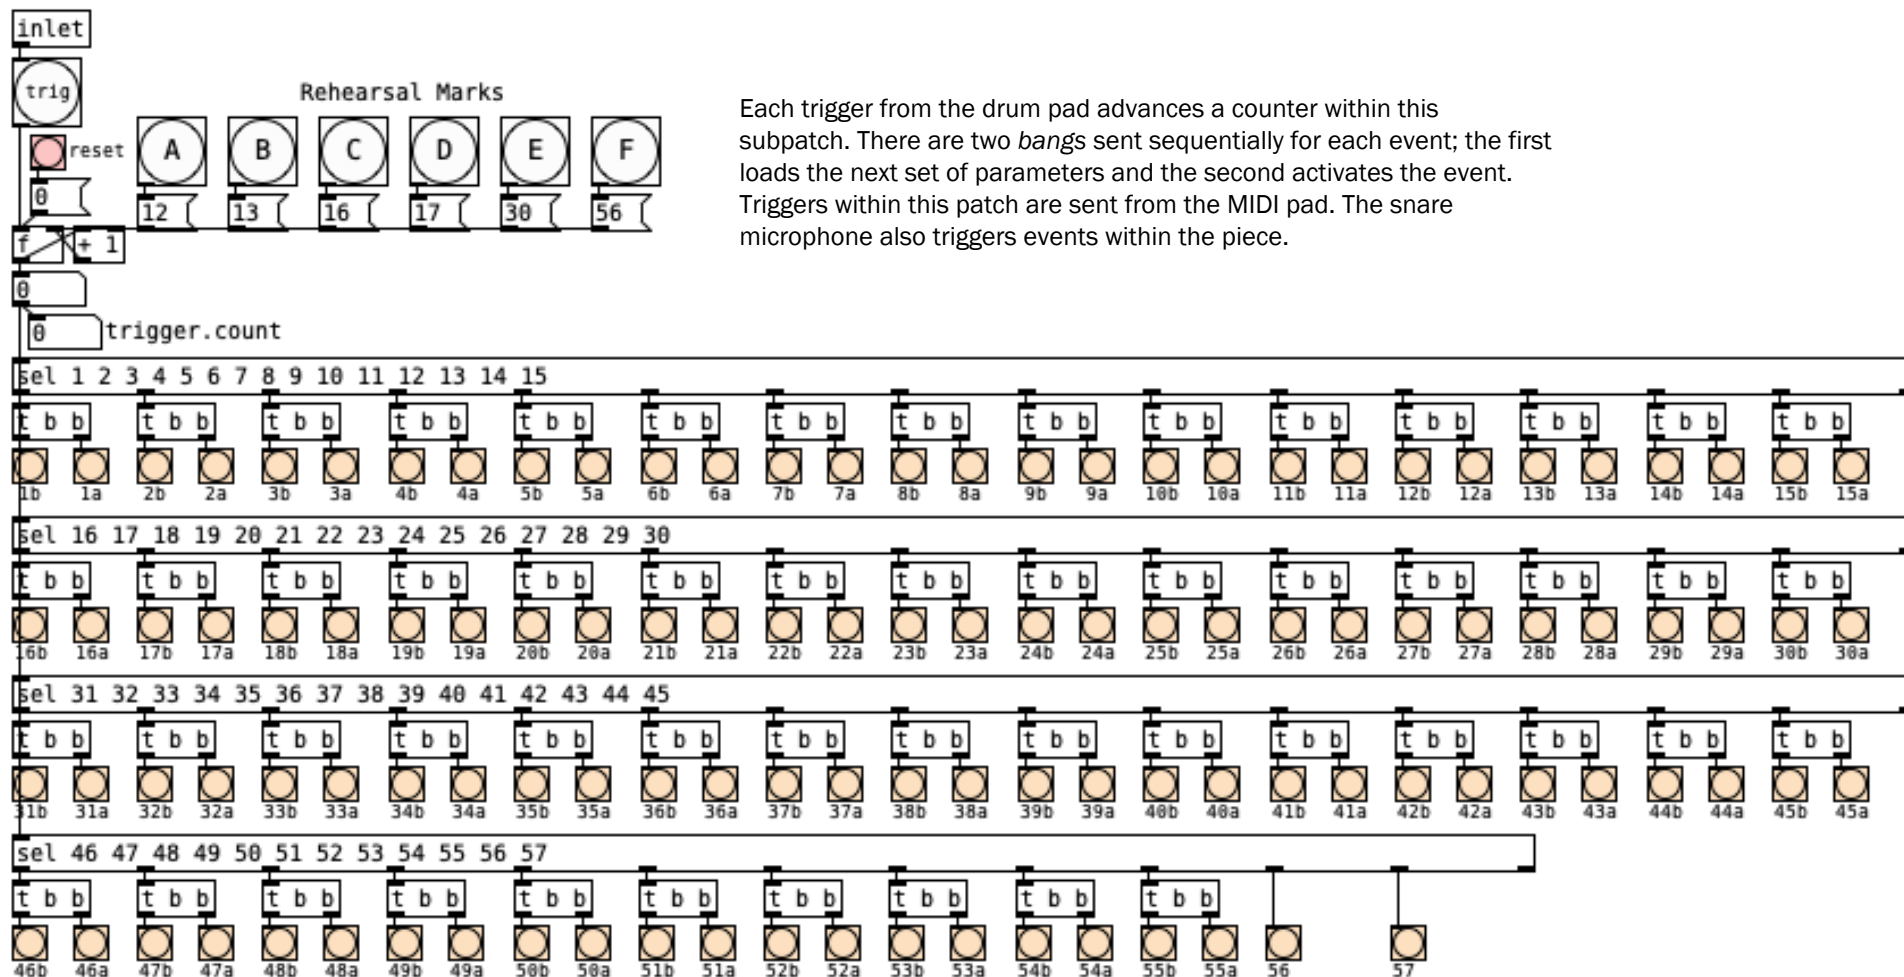 inlet
trig
Rehearsal Marks
reset
A B C D E F
0
12 13 16 17 30 56
f + 1
0
0 trigger.count
Each trigger from the drum pad advances a counter within this
subpatch. There are two bangs sent sequentially for each event; the first
loads the next set of parameters and the second activates the event.
Triggers within this patch are sent from the MIDI pad. The snare
microphone also triggers events within the piece.
sel 1 2 3 4 5 6 7 8 9 10 11 12 13 14 15
t b b t b b t b b t b b t b b t b b t b b t b b t b b t b b t b b t b b t b b t b b t b b
1b 1a 2b 2a 3b 3a 4b 4a 5b 5a 6b 6a 7b 7a 8b 8a 9b 9a 10b 10a 11b 11a 12b 12a 13b 13a 14b 14a 15b 15a
sel 16 17 18 19 20 21 22 23 24 25 26 27 28 29 30
t b b t b b t b b t b b t b b t b b t b b t b b t b b t b b t b b t b b t b b t b b t b b
16b 16a 17b 17a 18b 18a 19b 19a 20b 20a 21b 21a 22b 22a 23b 23a 24b 24a 25b 25a 26b 26a 27b 27a 28b 28a 29b 29a 30b 30a
sel 31 32 33 34 35 36 37 38 39 40 41 42 43 44 45
t b b t b b t b b t b b t b b t b b t b b t b b t b b t b b t b b t b b t b b t b b t b b
31b 31a 32b 32a 33b 33a 34b 34a 35b 35a 36b 36a 37b 37a 38b 38a 39b 39a 40b 40a 41b 41a 42b 42a 43b 43a 44b 44a 45b 45a
sel 46 47 48 49 50 51 52 53 54 55 56 57
t b b t b b t b b t b b t b b t b b t b b t b b t b b t b b
46b 46a 47b 47a 48b 48a 49b 49a 50b 50a 51b 51a 52b 52a 53b 53a 54b 54a 55b 55a 56 57